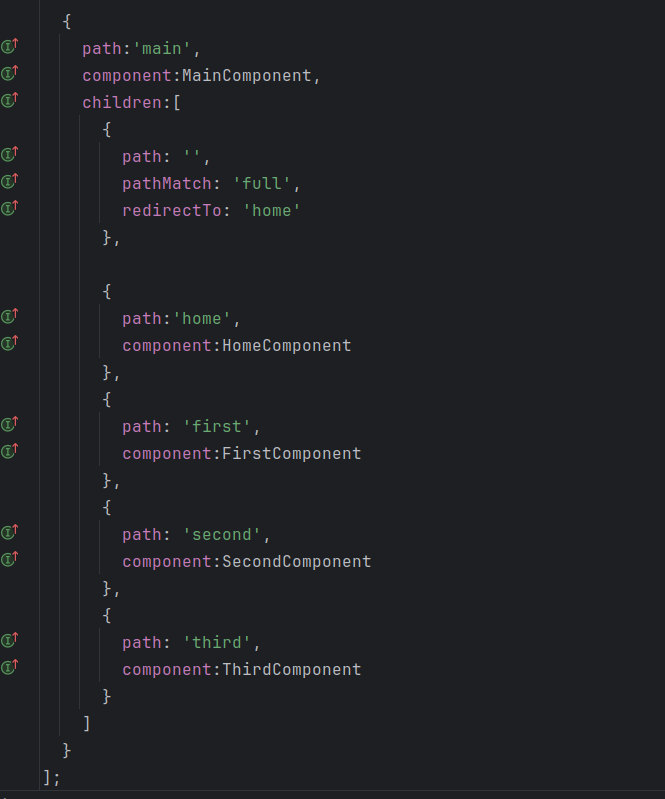 {
path:'main',
component:MainComponent,
children:[
{
path: '',
pathMatch: 'full',
redirectTo: 'home'
},
{
path:'home',
component:HomeComponent
},
{
path: 'first',
component:FirstComponent
},
{
path: 'second',
component:SecondComponent
},
{
path: 'third',
component:ThirdComponent
}
]
}
];